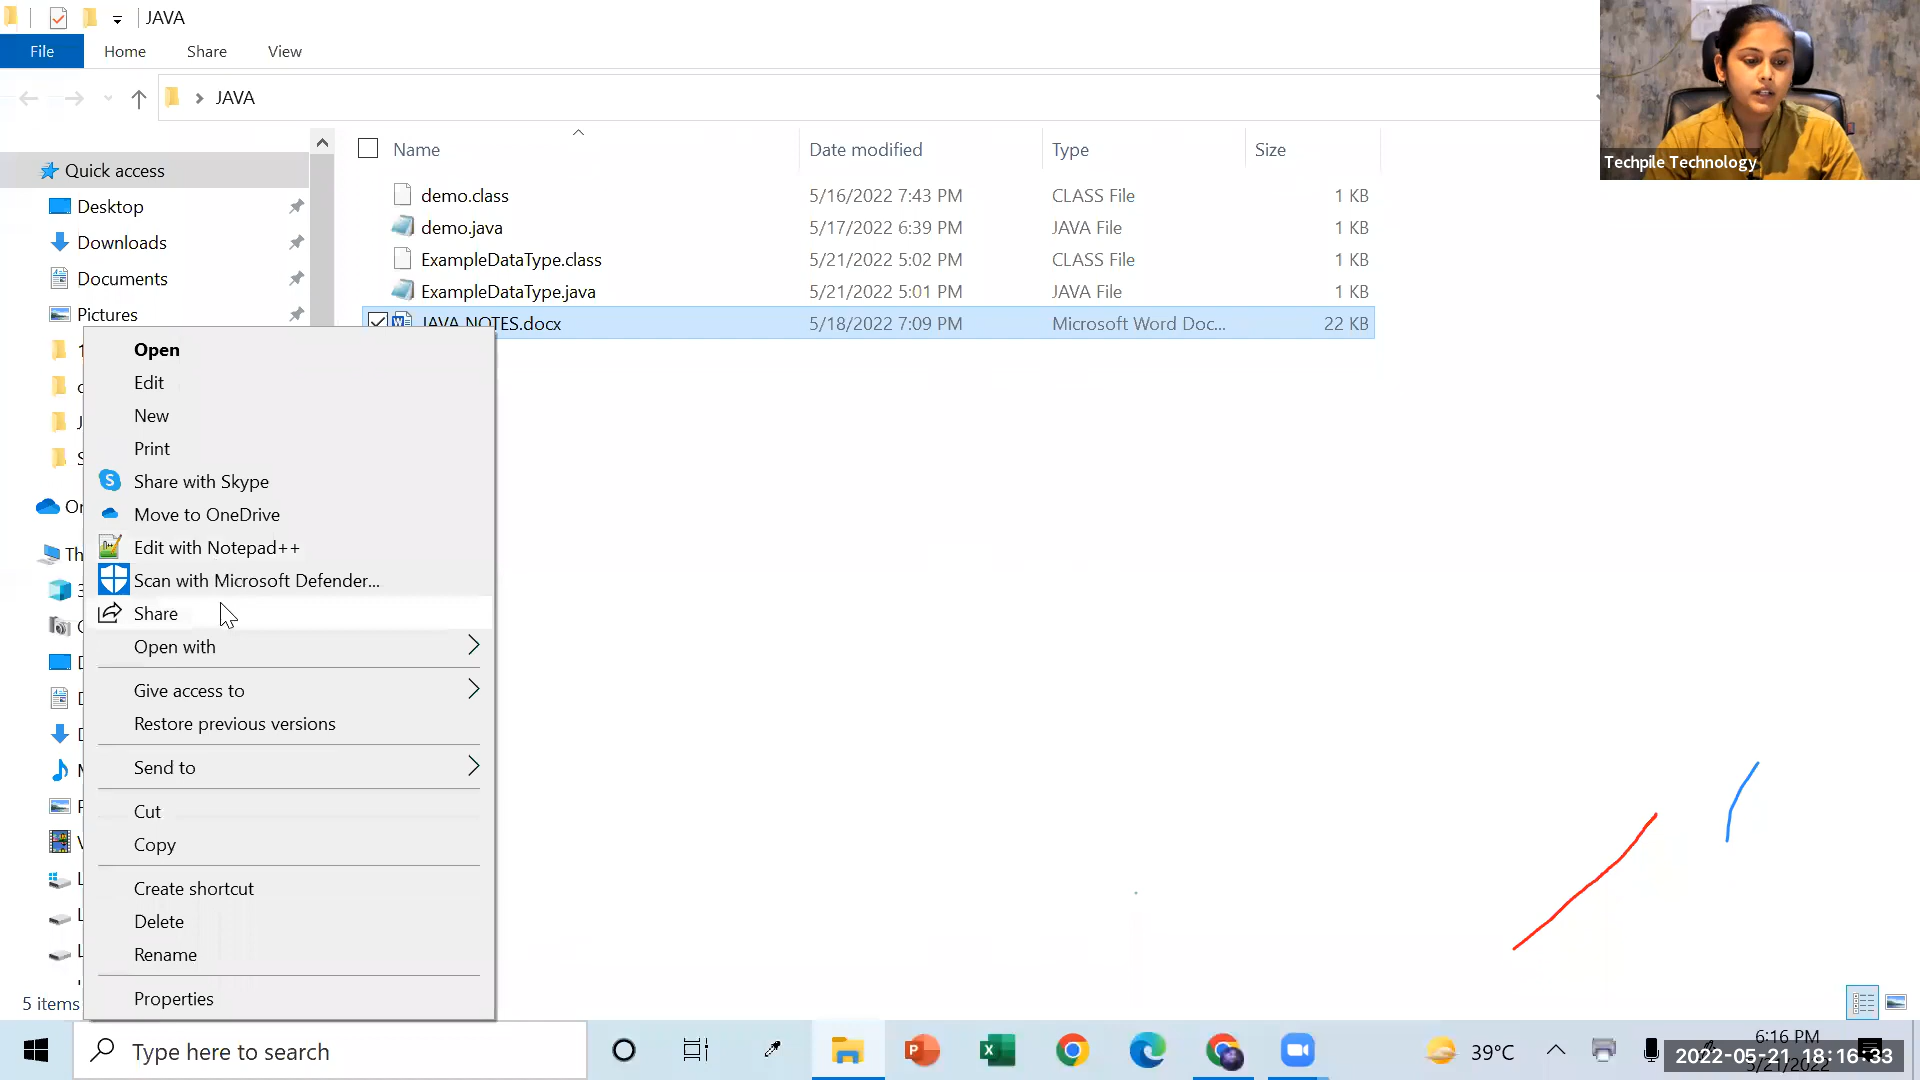 JAVA
File Home Share View
JAVA
Name Date modified Type Size
Quick access
Desktop
Downloads
Documents
Pictures
demo.class 5/16/2022 7:43 PM CLASS File 1 KB
demo.java 5/17/2022 6:39 PM JAVA File 1 KB
ExampleDataType.class 5/21/2022 5:02 PM CLASS File 1 KB
ExampleDataType.java 5/21/2022 5:01 PM JAVA File 1 KB
JAVA NOTES.docx 5/18/2022 7:09 PM Microsoft Word Doc... 22 KB
Techpile Technology
Open
Edit
New
Print
Share with Skype
Move to OneDrive
Edit with Notepad++
Scan with Microsoft Defender...
Share
Open with
Give access to
Restore previous versions
Send to
Cut
Copy
Create shortcut
Delete
Rename
Properties
5 items
Type here to search
39°C
6:16 PM
5/21/2022
2022-05-21 18:16:33